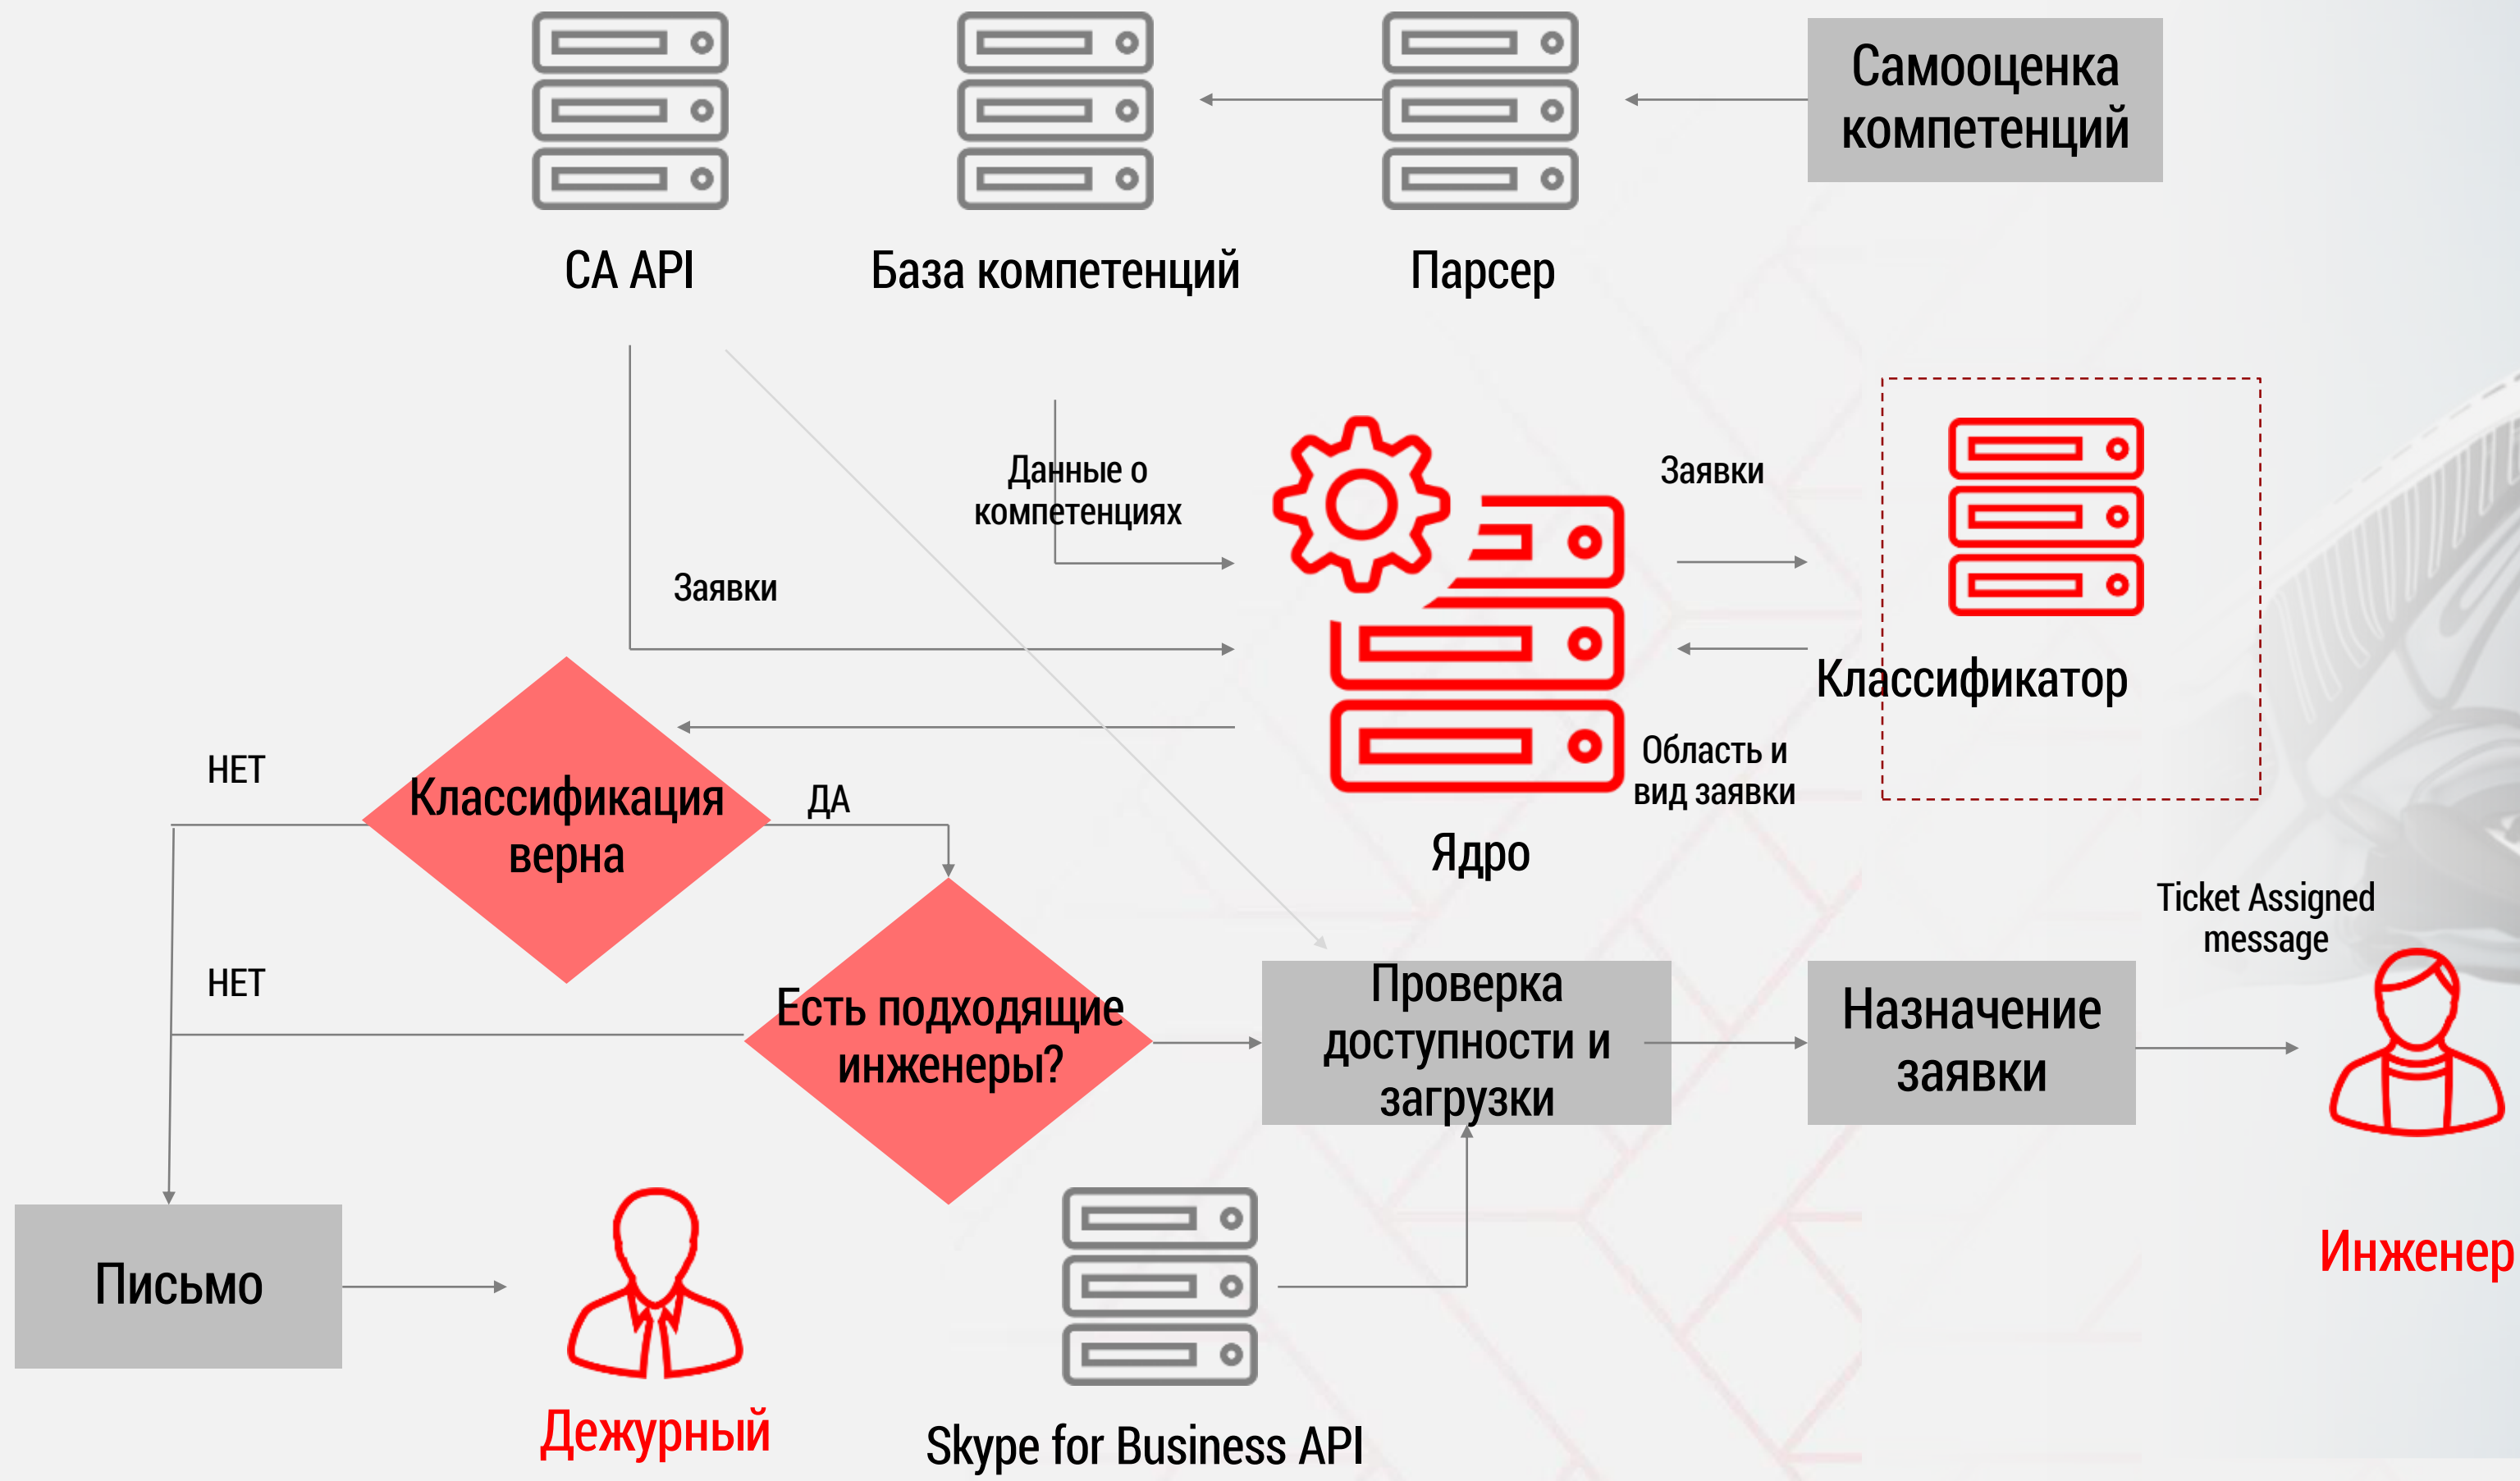 Самооценка
компетенций
CA API
База компетенций
Парсер
Данные о
компетенциях
Заявки
Заявки
Классификатор
Область и
вид заявки
Ядро
НЕТ
Классификация
верна
ДА
Ticket Assigned
message
НЕТ
Есть подходящие
инженеры?
Проверка
доступности и
загрузки
Назначение
заявки
Инженер
Письмо
Дежурный
Skype for Business API